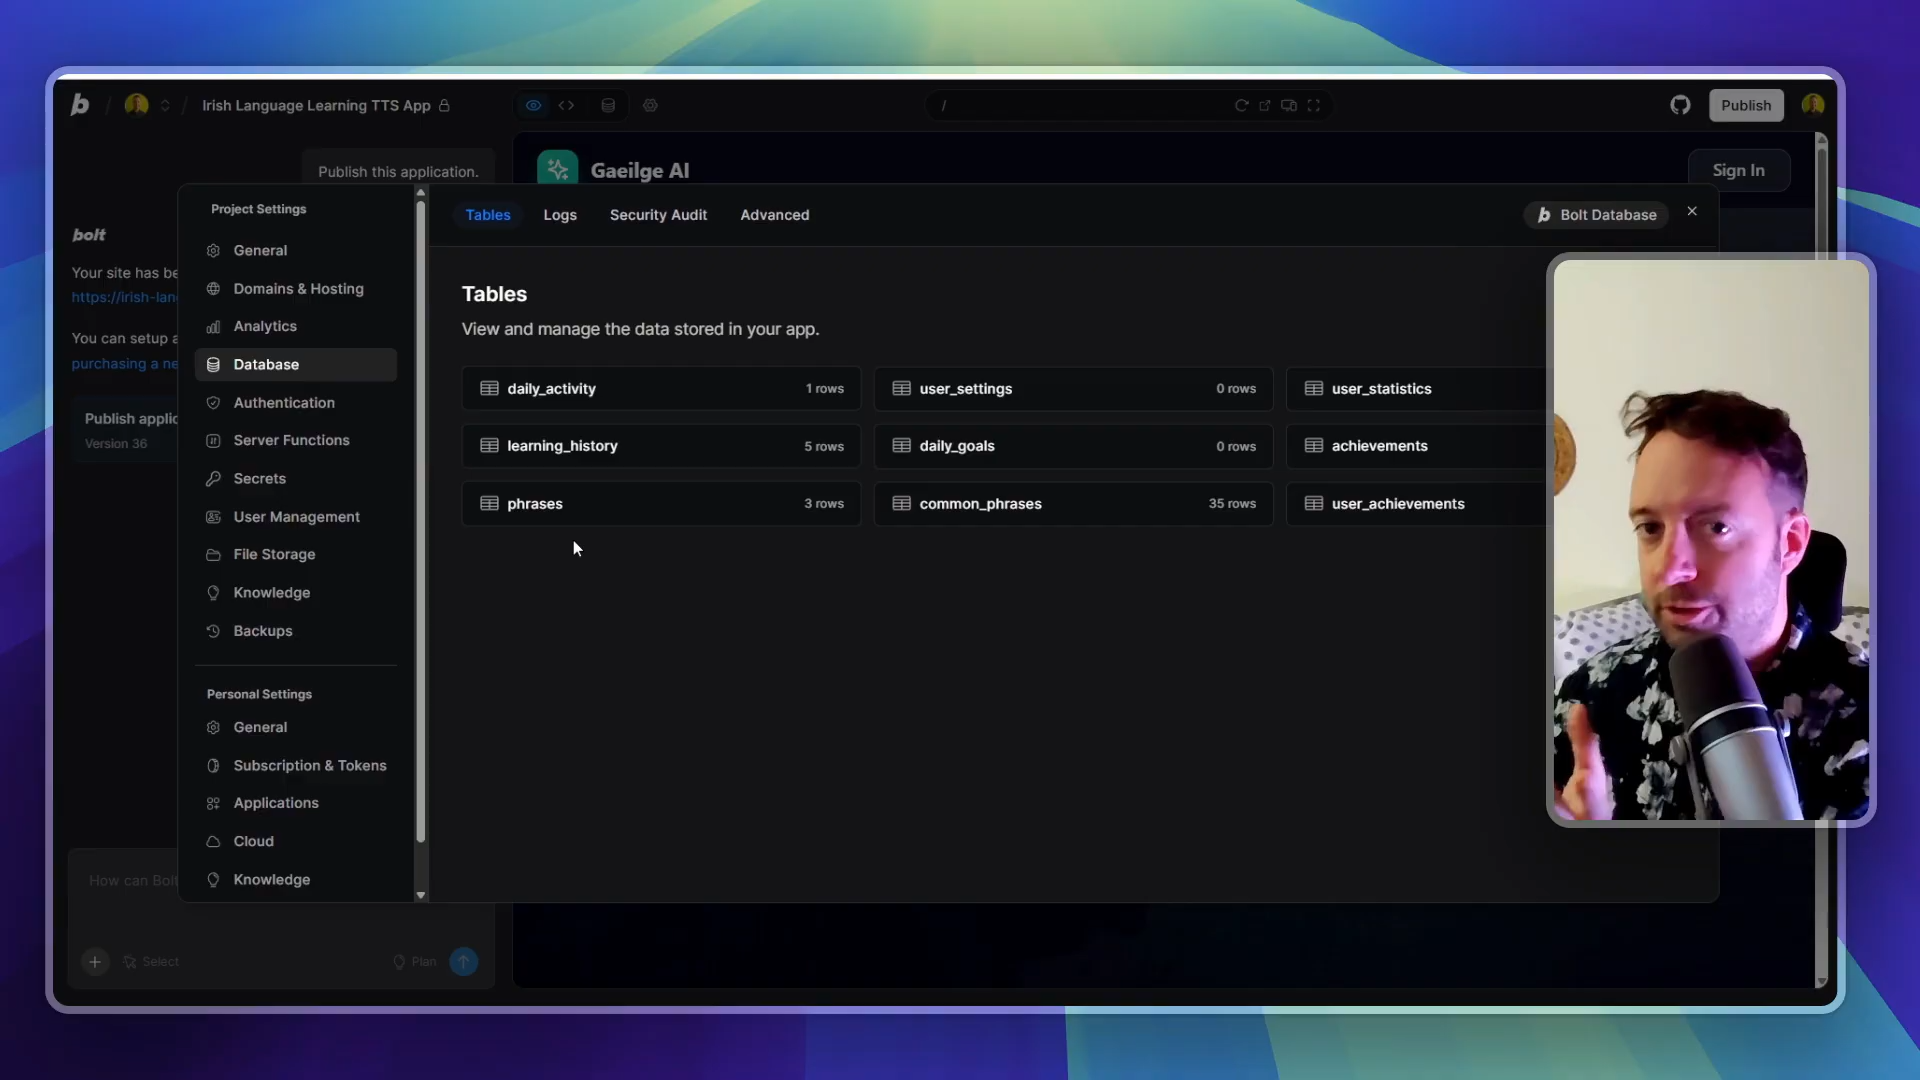 b / / Irish Language Learning TTS App
/
Publish
Publish this application.
Gaeilge AI
Sign In
bolt
Your site has be
https://irish-lan
You can setup a
purchasing a ne
Publish applic
Version 36
How can Bolt
Select
Plan
Project Settings
General
Domains & Hosting
Analytics
Database
Authentication
Server Functions
Secrets
User Management
File Storage
Knowledge
Backups
Personal Settings
General
Subscription & Tokens
Applications
Cloud
Knowledge
Tables
Logs
Security Audit
Advanced
b Bolt Database
Tables
View and manage the data stored in your app.
daily_activity 1 rows
user_settings 0 rows
user_statistics
learning_history 5 rows
daily_goals 0 rows
achievements
phrases 3 rows
common_phrases 35 rows
user_achievements